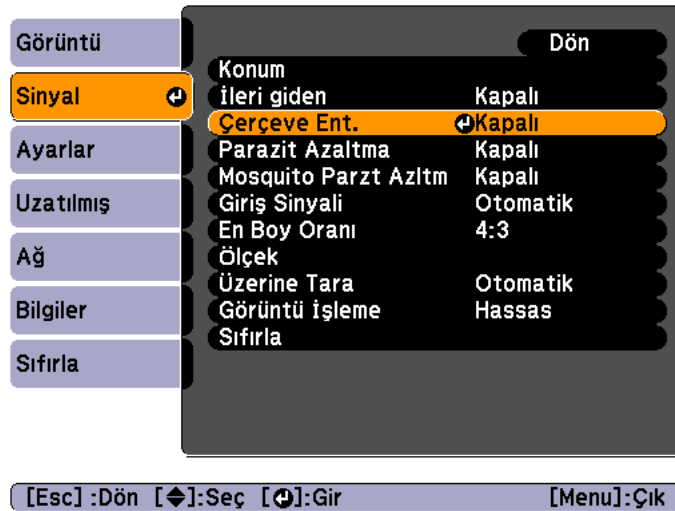 Görüntü
Sinyal
Ayarlar
Uzatılmış
Ağ
Bilgiler
Sıfırla
Dön
Konum
İleri giden Kapalı
Çerçeve Ent. Kapalı
Parazit Azaltma Kapalı
Mosquito Parzt Azltm Kapalı
Giriş Sinyali Otomatik
En Boy Oranı 4:3
Ölçek
Üzerine Tara Otomatik
Görüntü İşleme Hassas
Sıfırla
[Esc] :Dön [◆]:Seç [⏎]:Gir [Menu]:Çık